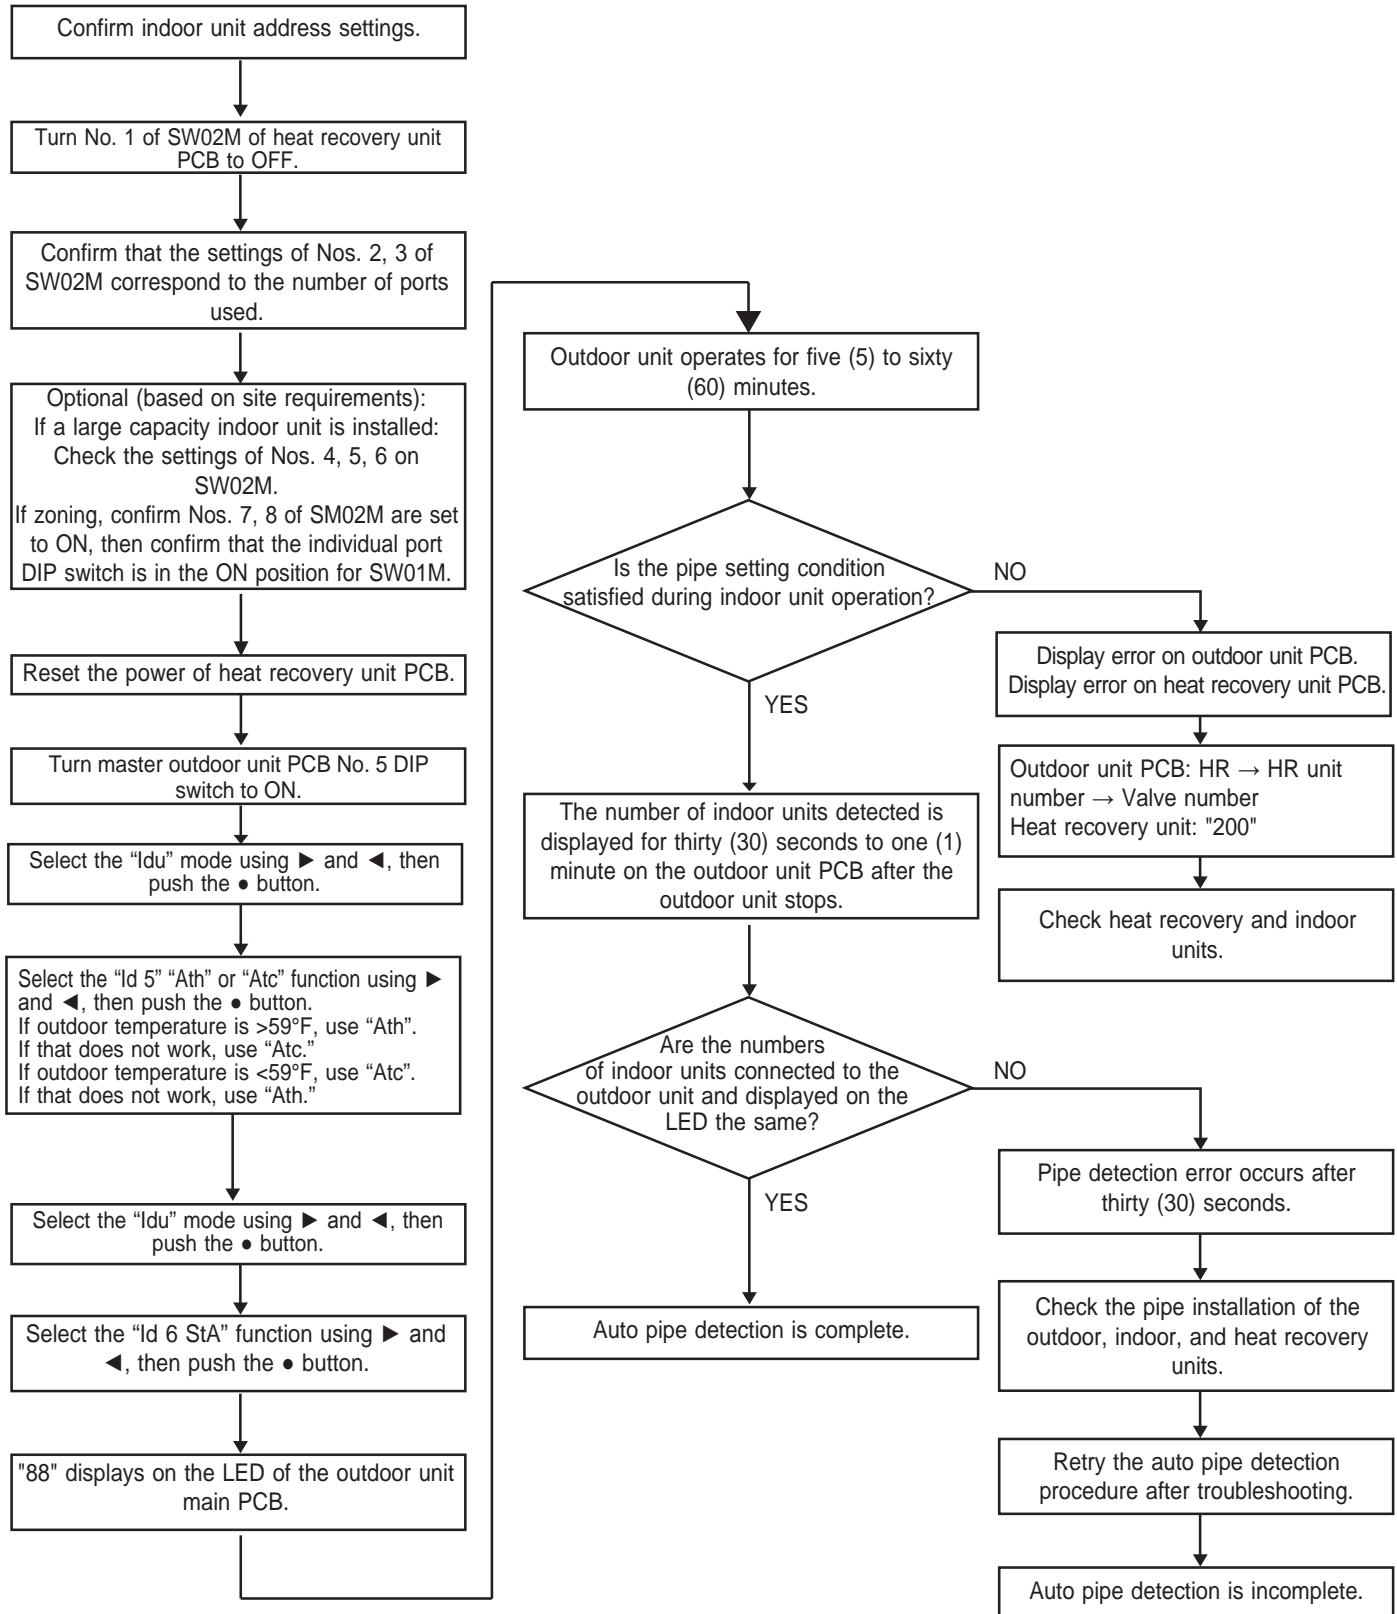 Confirm indoor unit address settings.
Turn No. 1 of SW02M of heat recovery unit
PCB to OFF.
Confirm that the settings of Nos. 2, 3 of
SW02M correspond to the number of ports
used.
Optional (based on site requirements):
If a large capacity indoor unit is installed:
Check the settings of Nos. 4, 5, 6 on
SW02M.
If zoning, confirm Nos. 7, 8 of SM02M are set
to ON, then confirm that the individual port
DIP switch is in the ON position for SW01M.
Reset the power of heat recovery unit PCB.
Turn master outdoor unit PCB No. 5 DIP
switch to ON.
Select the “Idu” mode using ► and ◄, then
push the ● button.
Select the “Id 5” “Ath” or “Atc” function using ►
and ◄, then push the ● button.
If outdoor temperature is >59°F, use “Ath”.
If that does not work, use “Atc.”
If outdoor temperature is <59°F, use “Atc”.
If that does not work, use “Ath.”
Select the “Idu” mode using ► and ◄, then
push the ● button.
Select the “Id 6 StA” function using ► and
◄, then push the ● button.
"88" displays on the LED of the outdoor unit
main PCB.
Outdoor unit operates for five (5) to sixty
(60) minutes.
Is the pipe setting condition
satisfied during indoor unit operation?
NO
YES
Display error on outdoor unit PCB.
Display error on heat recovery unit PCB.
Outdoor unit PCB: HR → HR unit
number → Valve number
Heat recovery unit: "200"
Check heat recovery and indoor
units.
The number of indoor units detected is
displayed for thirty (30) seconds to one (1)
minute on the outdoor unit PCB after the
outdoor unit stops.
Are the numbers
of indoor units connected to the
outdoor unit and displayed on the
LED the same?
NO
YES
Auto pipe detection is complete.
Pipe detection error occurs after
thirty (30) seconds.
Check the pipe installation of the
outdoor, indoor, and heat recovery
units.
Retry the auto pipe detection
procedure after troubleshooting.
Auto pipe detection is incomplete.